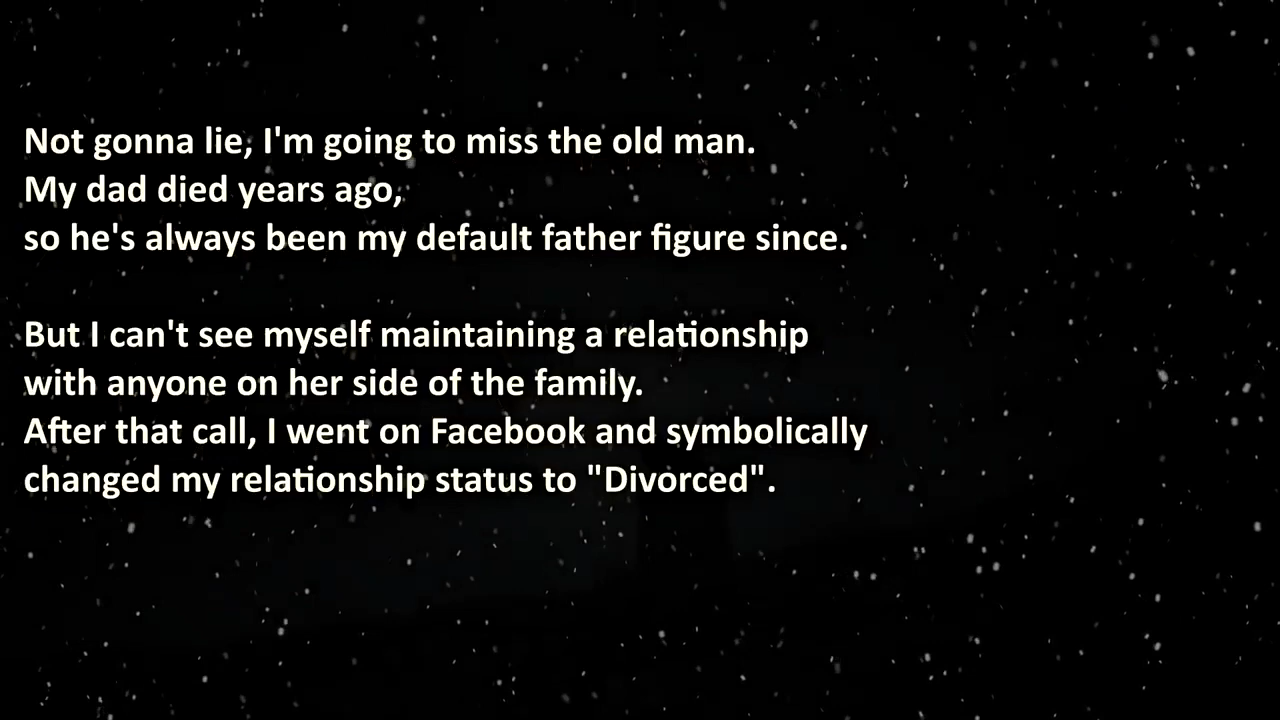 Not gonna lie, I'm going to miss the old man.
My dad died years ago,
so he's always been my default father figure since.
But I can't see myself maintaining a relationship
with anyone on her side of the family.
After that call, I went on Facebook and symbolically
changed my relationship status to "Divorced".